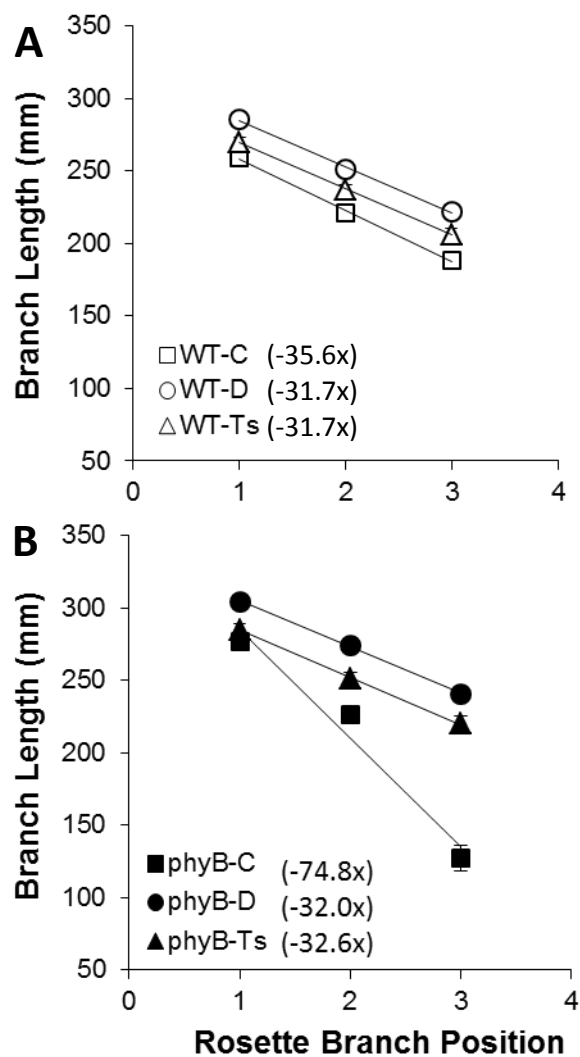 A
350
300
250
200
150
100
50
Branch Length (mm)
WT-C (-35.6x)
WT-D (-31.7x)
WT-Ts (-31.7x)
0 1 2 3 4
B
350
300
250
200
150
100
50
Branch Length (mm)
phyB-C (-74.8x)
phyB-D (-32.0x)
phyB-Ts (-32.6x)
0 1 2 3 4
Rosette Branch Position